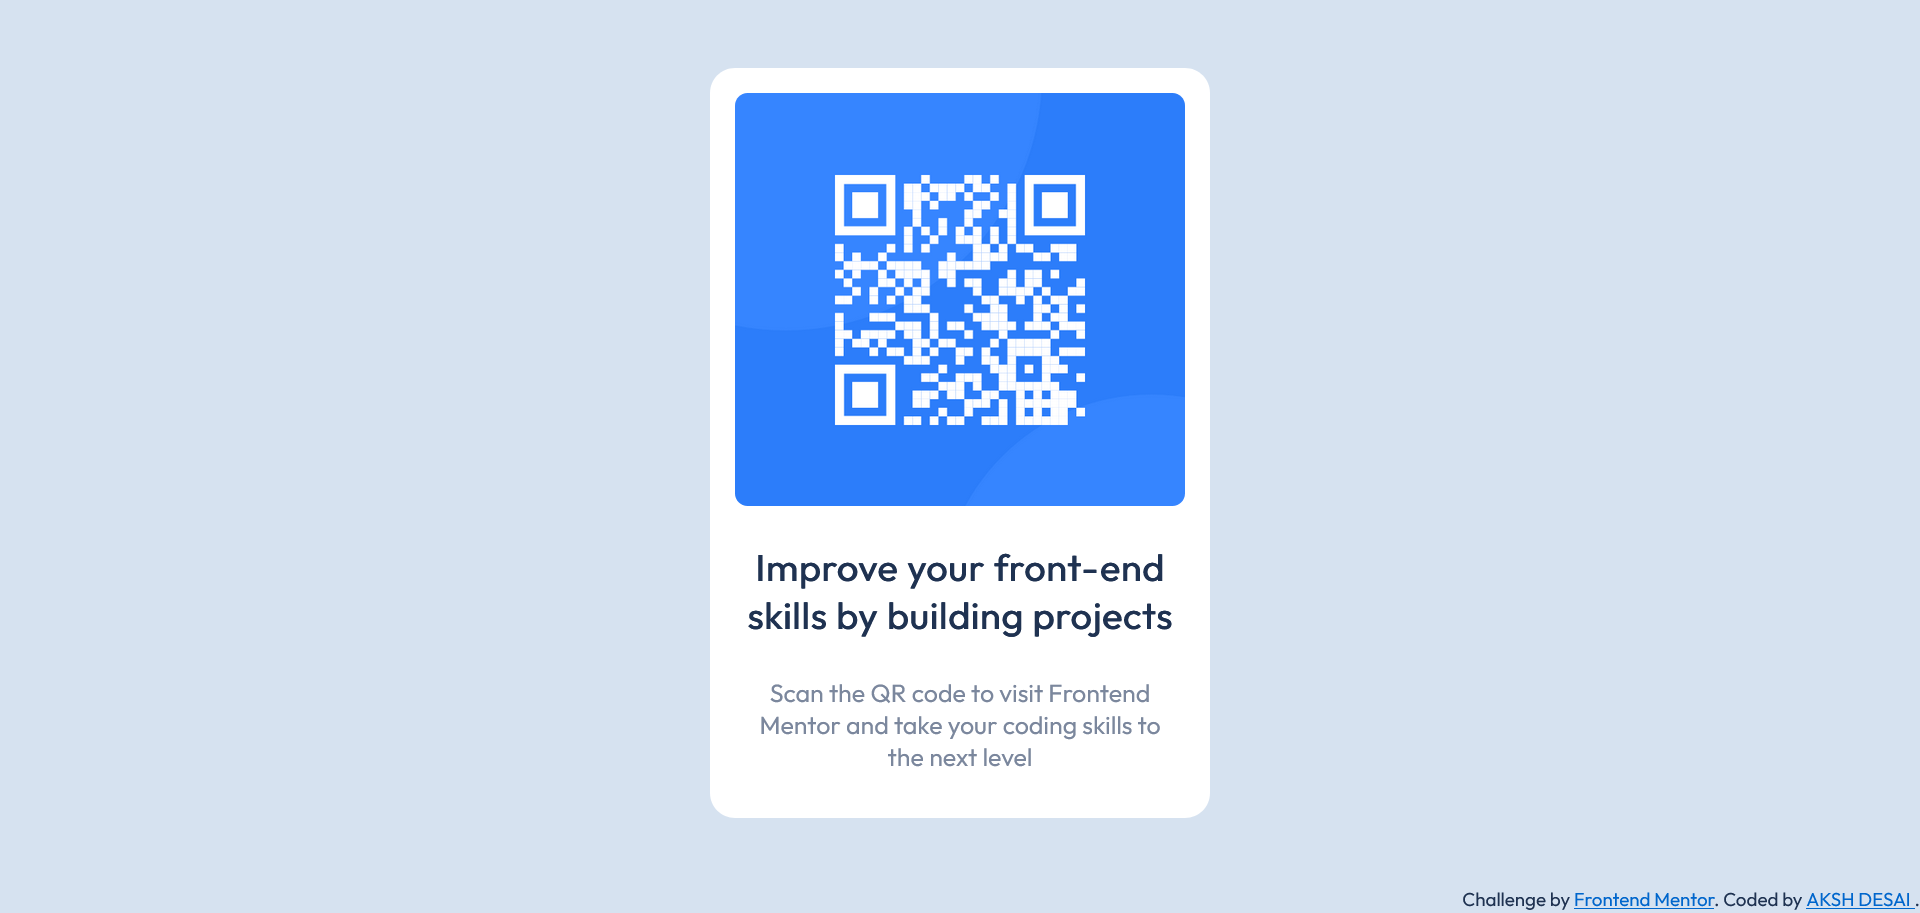 Improve your front-end
skills by building projects
Scan the QR code to visit Frontend
Mentor and take your coding skills to
the next level
Challenge by Frontend Mentor. Coded by AKSH DESAI .